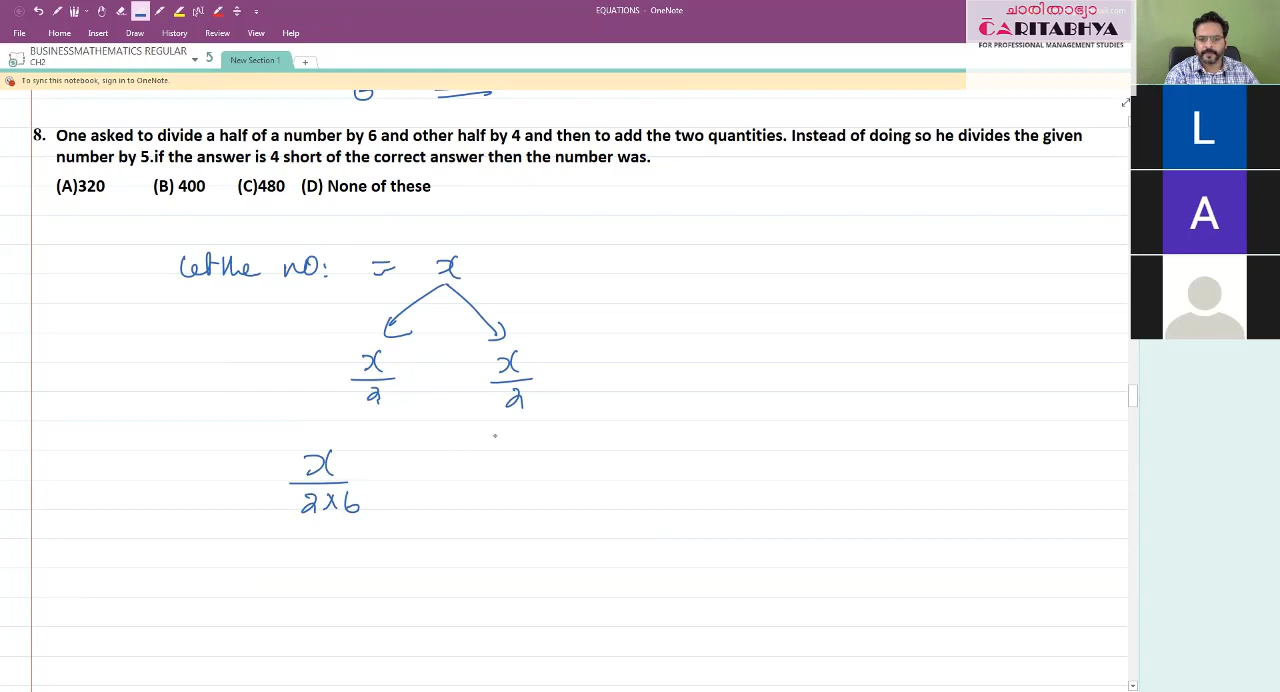 EQUATIONS - OneNote
File Home Insert Draw History Review View Help
BUSINESSMATHEMATICS REGULAR
CH2
New Section 1
To sync this notebook, sign in to OneNote.
ചാരിതാഭ്യാ
CARITABHYA
FOR PROFESSIONAL MANAGEMENT STUDIES
8. One asked to divide a half of a number by 6 and other half by 4 and then to add the two quantities. Instead of doing so he divides the given
number by 5.if the answer is 4 short of the correct answer then the number was.
(A)320 (B) 400 (C)480 (D) None of these
Let the no: = x
x/2 x/2
x/2×6
L
A